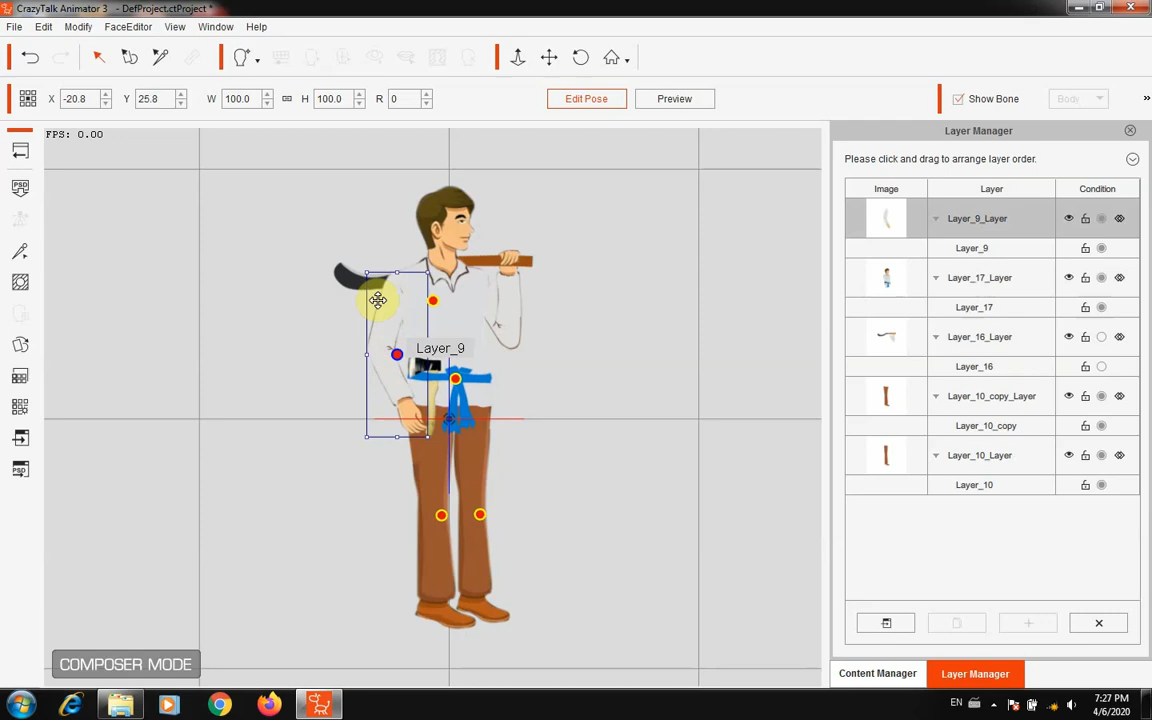 CrazyTalk Animator 3 - DefProject.ctProject *
File Edit Modify FaceEditor View Window Help
X -20.8 Y 25.8 W 100.0 H 100.0 R 0 Edit Pose Preview Show Bone Body »
FPS: 0.00
Layer Manager
Please click and drag to arrange layer order.
Image Layer Condition
Layer_9_Layer
Layer_9
Layer_17_Layer
Layer_17
Layer_16_Layer
Layer_16
Layer_10_copy_Layer
Layer_10_copy
Layer_10_Layer
Layer_10
Layer_9
COMPOSER MODE
Content Manager Layer Manager
EN 7:27 PM
4/6/2020